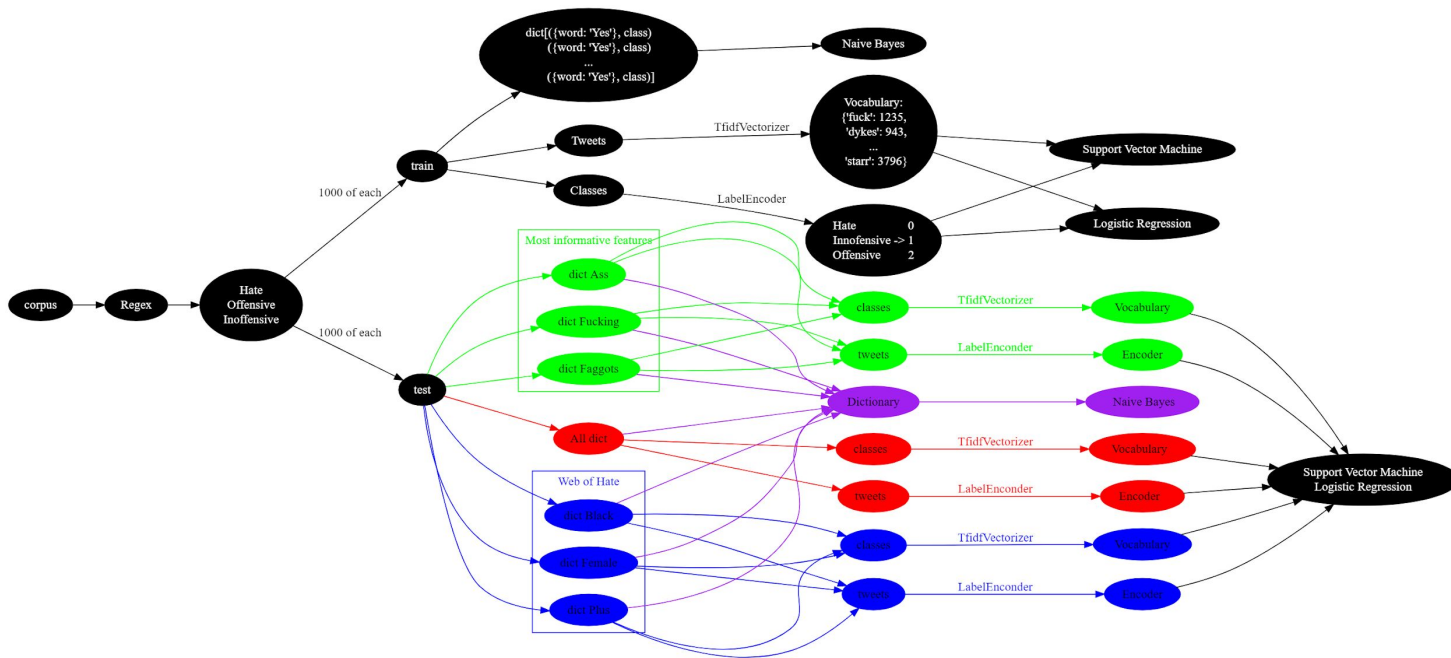 dict[({word: 'Yes'}, class)
({word: 'Yes'}, class)
...
({word: 'Yes'}, class)]
Naive Bayes
Vocabulary:
{'fuck': 1235,
'dykes': 943,
...
'starr': 3796}
TfidfVectorizer
Tweets
Support Vector Machine
train
1000 of each
Classes
LabelEncoder
Hate 0
Innofensive -> 1
Offensive 2
Logistic Regression
Most informative features
dict Ass
corpus
Regex
Hate
Offensive
Inoffensive
classes
TfidfVectorizer
Vocabulary
dict Fucking
1000 of each
tweets
LabelEnconder
Encoder
dict Faggots
test
Dictionary
Naive Bayes
All dict
classes
TfidfVectorizer
Vocabulary
Web of Hate
Support Vector Machine
Logistic Regression
tweets
LabelEnconder
Encoder
dict Black
classes
TfidfVectorizer
Vocabulary
dict Female
tweets
LabelEnconder
Encoder
dict Plus